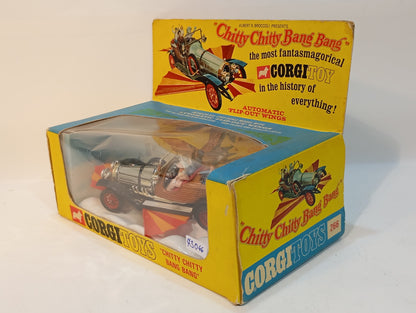 ALBERT R. BROCCOLI PRESENTS
"Chitty Chitty Bang Bang"
the most fantasmagorical
CORGI TOY
in the history of
everything!
AUTOMATIC
FLIP-OUT WINGS
CORGI TOYS
"CHITTY CHITTY
BANG BANG"
"Chitty Chitty Bang Bang"
CORGI TOYS
266